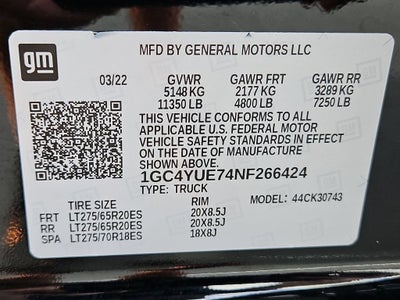 gm
MFD BY GENERAL MOTORS LLC
03/22 GVWR GAWR FRT GAWR RR
5148 KG 2177 KG 3289 KG
11350 LB 4800 LB 7250 LB
THIS VEHICLE CONFORMS TO ALL
APPLICABLE U.S. FEDERAL MOTOR
VEHICLE SAFETY STANDARDS IN EFFECT
ON THE DATE OF MANUFACTURE
SHOWN ABOVE.
1GC4YUE74NF266424
TYPE: TRUCK
MODEL: 44CK30743
TIRE SIZE RIM
FRT LT275/65R20ES 20X8.5J
RR LT275/65R20ES 20X8.5J
SPA LT275/70R18ES 18X8J